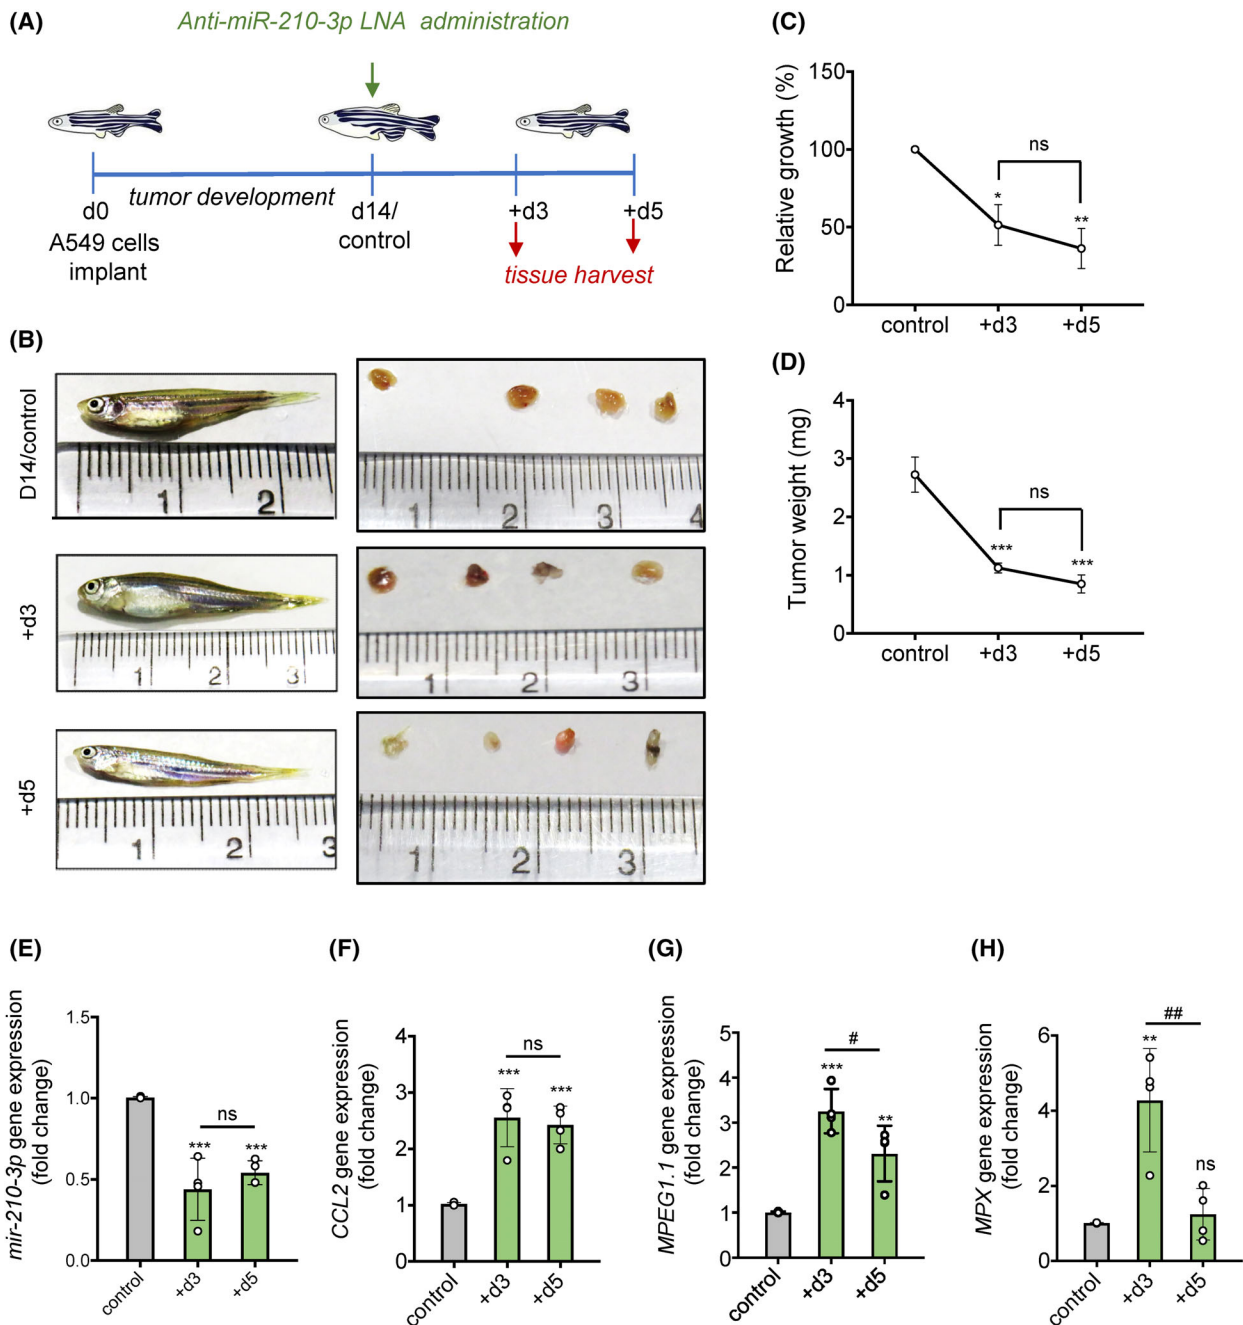 (A)
Anti-miR-210-3p LNA administration
tumor development
d0
d14/
+d3
+d5
A549 cells
implant
control
tissue harvest
(B)
D14/control
1 2
1 2 3 4
+d3
1 2 3
1 2 3
+d5
1 2 3
1 2 3
(C)
Relative growth (%)
150
100
50
0
ns
*
**
control +d3 +d5
(D)
Tumor weight (mg)
4
3
2
1
0
ns
***
***
control +d3 +d5
(E)
mir-210-3p gene expression
(fold change)
1.5
1.0
0.5
0.0
ns
*** ***
control +d3 +d5
(F)
CCL2 gene expression
(fold change)
4
3
2
1
0
ns
*** ***
control +d3 +d5
(G)
MPEG1.1 gene expression
(fold change)
5
4
3
2
1
0
#
***
**
control +d3 +d5
(H)
MPX gene expression
(fold change)
6
4
2
0
##
**
ns
control +d3 +d5